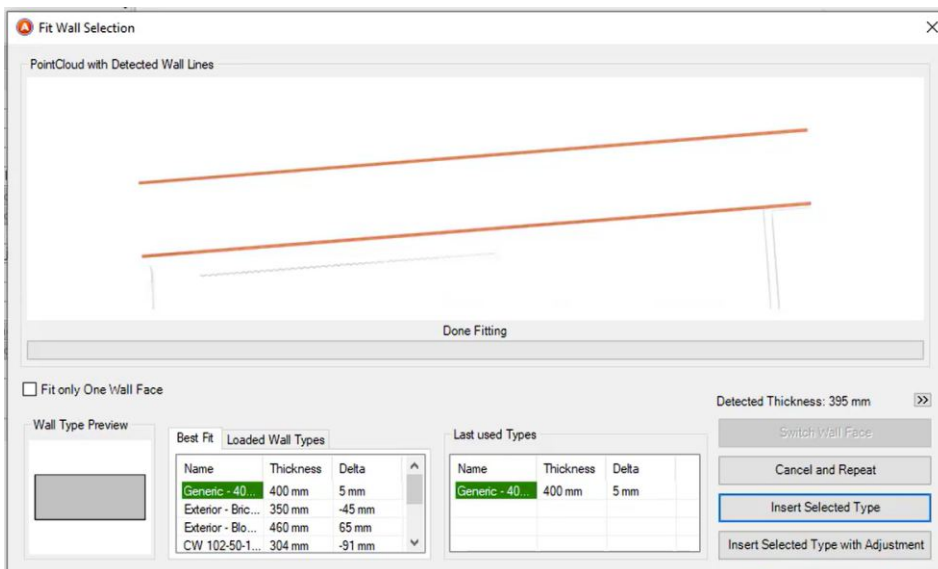 Fit Wall Selection
PointCloud with Detected Wall Lines
Done Fitting
Fit only One Wall Face
Detected Thickness: 395 mm >>
Wall Type Preview
Best Fit Loaded Wall Types
Name Thickness Delta
Generic - 40... 400 mm 5 mm
Exterior - Bric... 350 mm -45 mm
Exterior - Blo... 460 mm 65 mm
CW 102-50-1... 304 mm -91 mm
Last used Types
Name Thickness Delta
Generic - 40... 400 mm 5 mm
Switch Wall Face
Cancel and Repeat
Insert Selected Type
Insert Selected Type with Adjustment